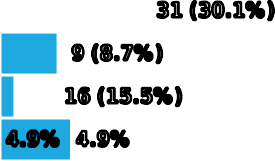 31 (30.1%)
9 (8.7%)
16 (15.5%)
4.9% 4.9%